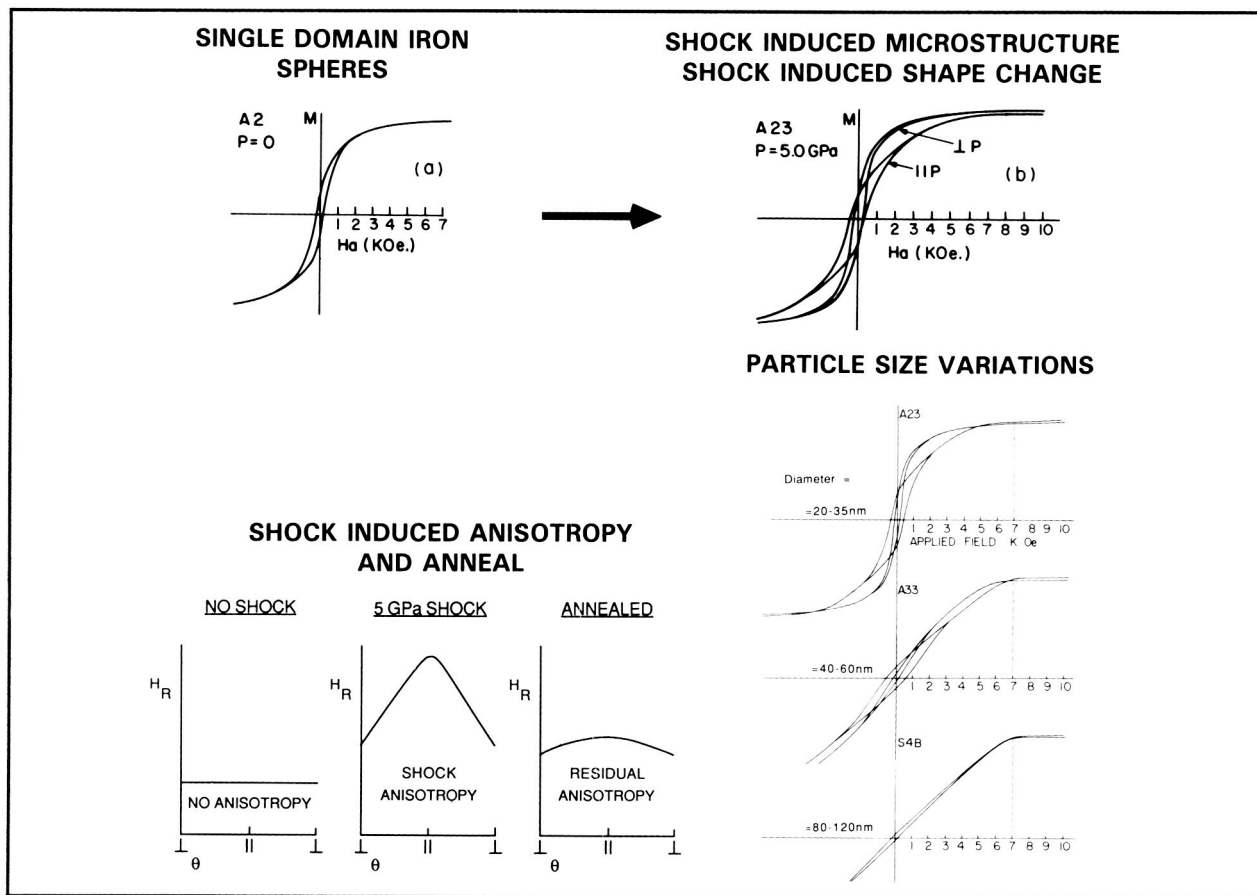 SINGLE DOMAIN IRON
SPHERES
A2
P=0
M
(a)
1 2 3 4 5 6 7
Ha (KOe.)
SHOCK INDUCED MICROSTRUCTURE
SHOCK INDUCED SHAPE CHANGE
A23
P=5.0GPa
M
⊥P
IIP
(b)
1 2 3 4 5 6 7 8 9 10
Ha (KOe.)
PARTICLE SIZE VARIATIONS
A23
Diameter =
=20-35nm
1 2 3 4 5 6 7 8 9 10
APPLIED FIELD K Oe
A33
=40-60nm
1 2 3 4 5 6 7 8 9 10
S4B
=80-120nm
1 2 3 4 5 6 7 8 9 10
SHOCK INDUCED ANISOTROPY
AND ANNEAL
NO SHOCK
HR
NO ANISOTROPY
⊥ II ⊥
θ
5 GPa SHOCK
HR
SHOCK
ANISOTROPY
⊥ II ⊥
θ
ANNEALED
HR
RESIDUAL
ANISOTROPY
⊥ II ⊥
θ